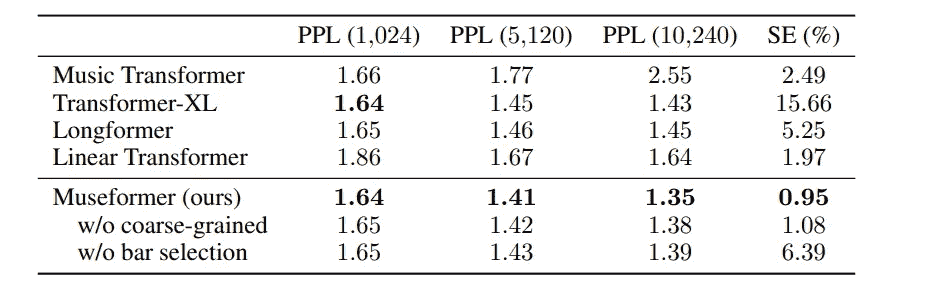 PPL (1,024) PPL (5,120) PPL (10,240) SE (%)
Music Transformer 1.66 1.77 2.55 2.49
Transformer-XL 1.64 1.45 1.43 15.66
Longformer 1.65 1.46 1.45 5.25
Linear Transformer 1.86 1.67 1.64 1.97
Museformer (ours) 1.64 1.41 1.35 0.95
w/o coarse-grained 1.65 1.42 1.38 1.08
w/o bar selection 1.65 1.43 1.39 6.39